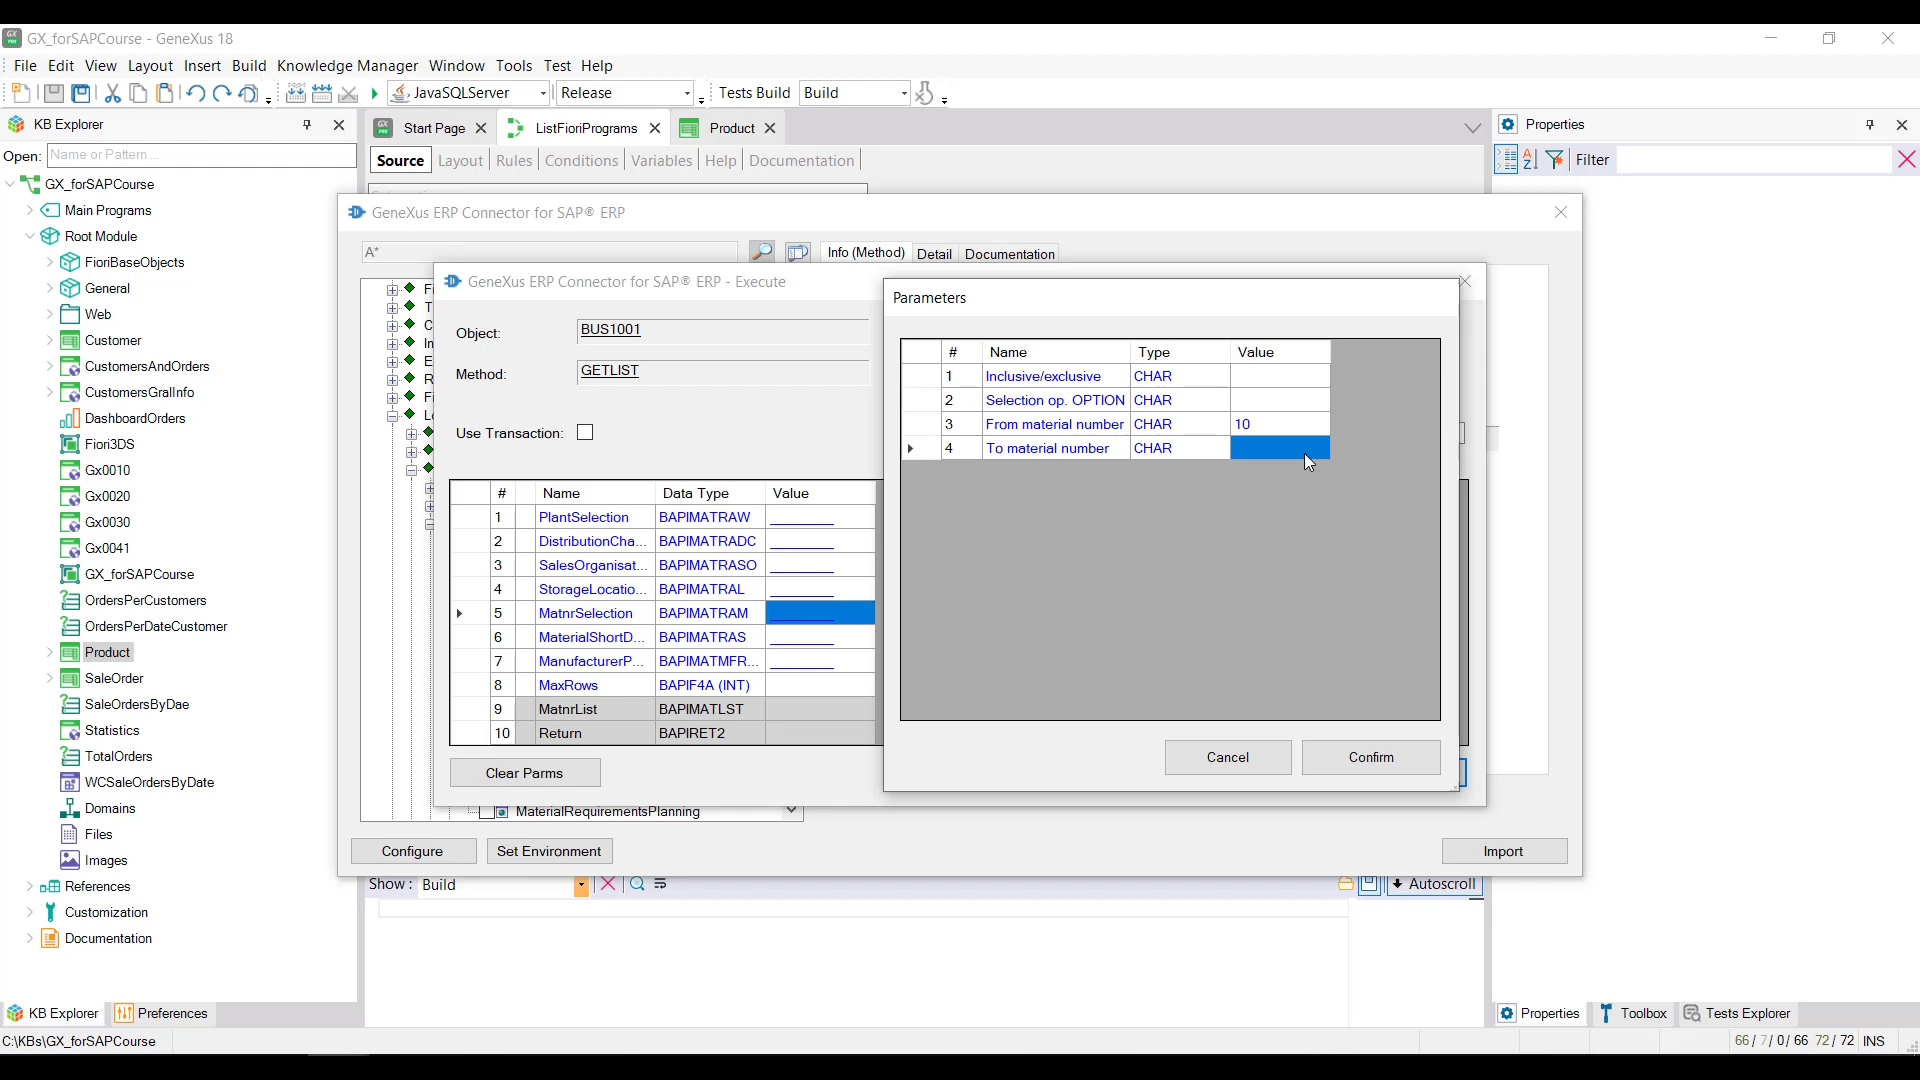 GX_forSAPCourse - GeneXus 18
File Edit View Layout Insert Build Knowledge Manager Window Tools Test Help
JavaSQLServer Release Tests Build Build
KB Explorer
Start Page ListFioriPrograms Product
Properties
Open: Name or Pattern ...
Source Layout Rules Conditions Variables Help Documentation
Filter
GX_forSAPCourse
Main Programs
Root Module
FioriBaseObjects
General
Web
Customer
CustomersAndOrders
CustomersGralInfo
DashboardOrders
Fiori3DS
Gx0010
Gx0020
Gx0030
Gx0041
GX_forSAPCourse
OrdersPerCustomers
OrdersPerDateCustomer
Product
SaleOrder
SaleOrdersByDae
Statistics
TotalOrders
WCSaleOrdersByDate
Domains
Files
Images
References
Customization
Documentation
GeneXus ERP Connector for SAP® ERP
A*
Info (Method) Detail Documentation
GeneXus ERP Connector for SAP® ERP - Execute
Object: BUS1001
Method: GETLIST
Use Transaction:
# Name Data Type Value
1 PlantSelection BAPIMATRAW
2 DistributionCha... BAPIMATRADC
3 SalesOrganisat... BAPIMATRASO
4 StorageLocatio... BAPIMATRAL
5 MatnrSelection BAPIMATRAM
6 MaterialShortD... BAPIMATRAS
7 ManufacturerP... BAPIMATMFR...
8 MaxRows BAPIF4A (INT)
9 MatnrList BAPIMATLST
10 Return BAPIRET2
Clear Parms
Parameters
# Name Type Value
1 Inclusive/exclusive CHAR
2 Selection op. OPTION CHAR
3 From material number CHAR 10
4 To material number CHAR
Cancel Confirm
MaterialRequirementsPlanning
Configure Set Environment Import
Show : Build Autoscroll
KB Explorer Preferences
Properties Toolbox Tests Explorer
C:\KBs\GX_forSAPCourse
66 / 7 / 0 / 66 72 / 72 INS